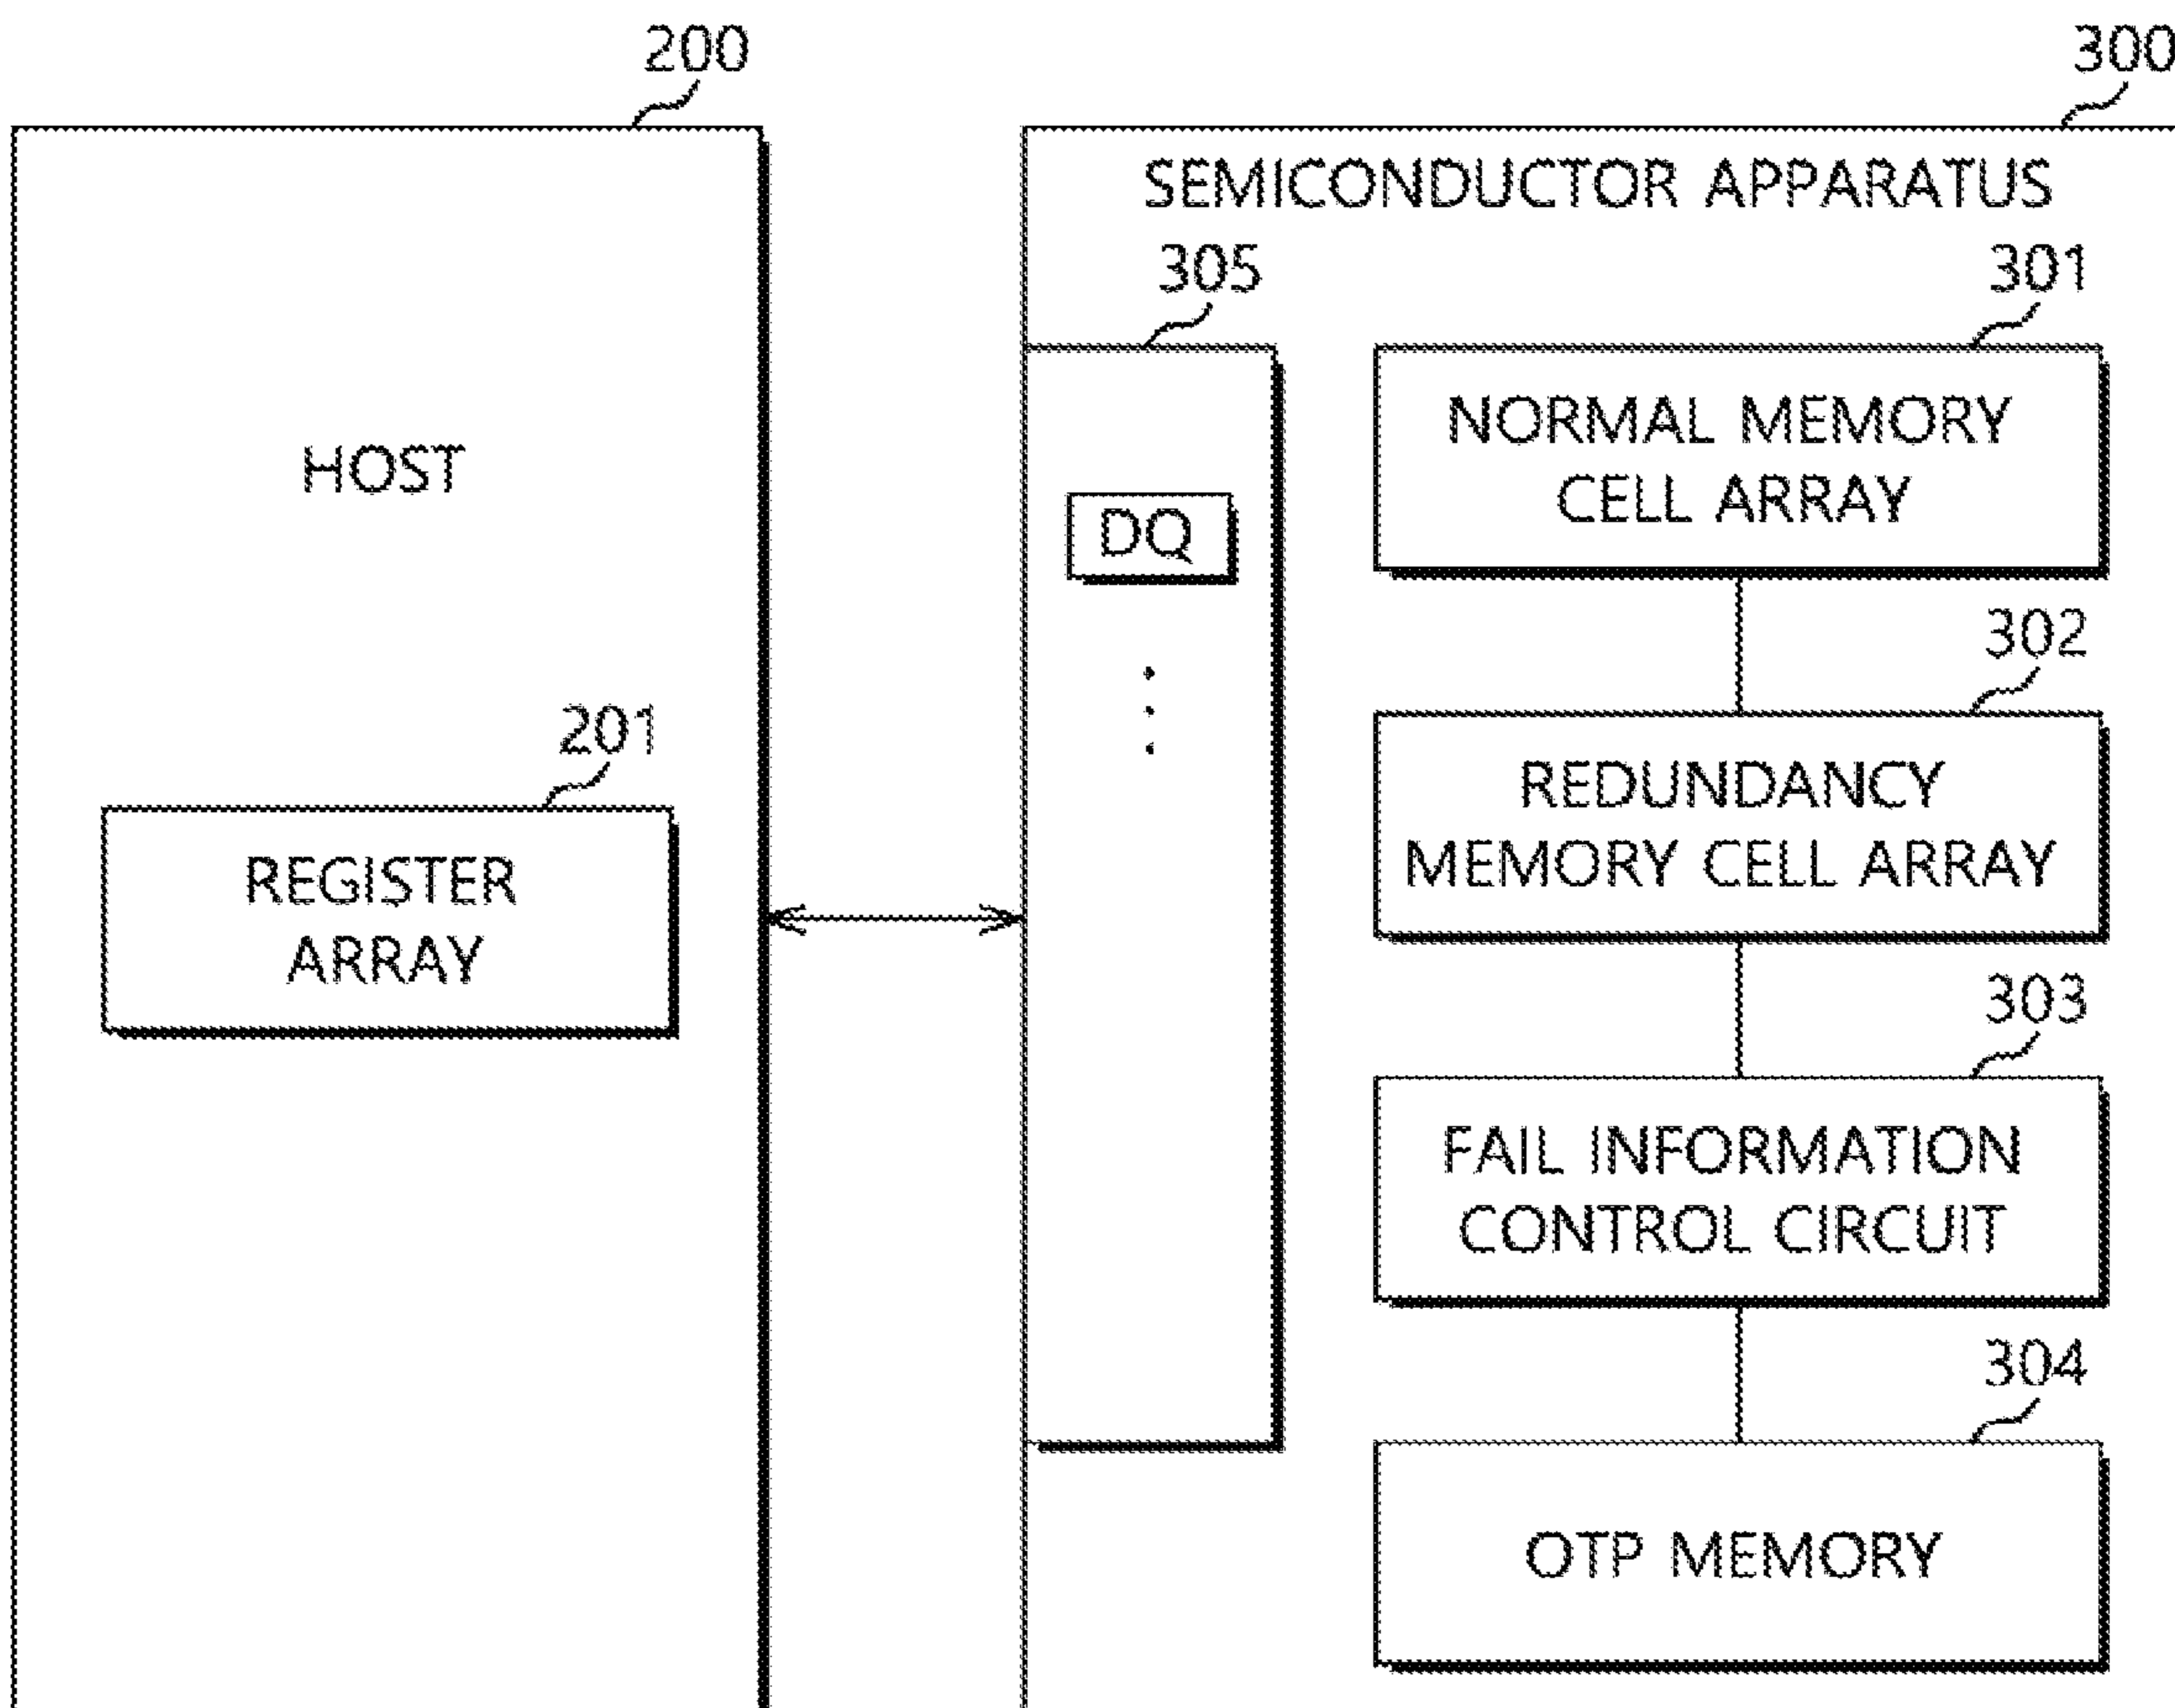 200
300
SEMICONDUCTOR APPARATUS
305
301
HOST
DQ
NORMAL MEMORY
CELL ARRAY
302
201
REGISTER
ARRAY
REDUNDANCY
MEMORY CELL ARRAY
303
FAIL INFORMATION
CONTROL CIRCUIT
304
OTP MEMORY